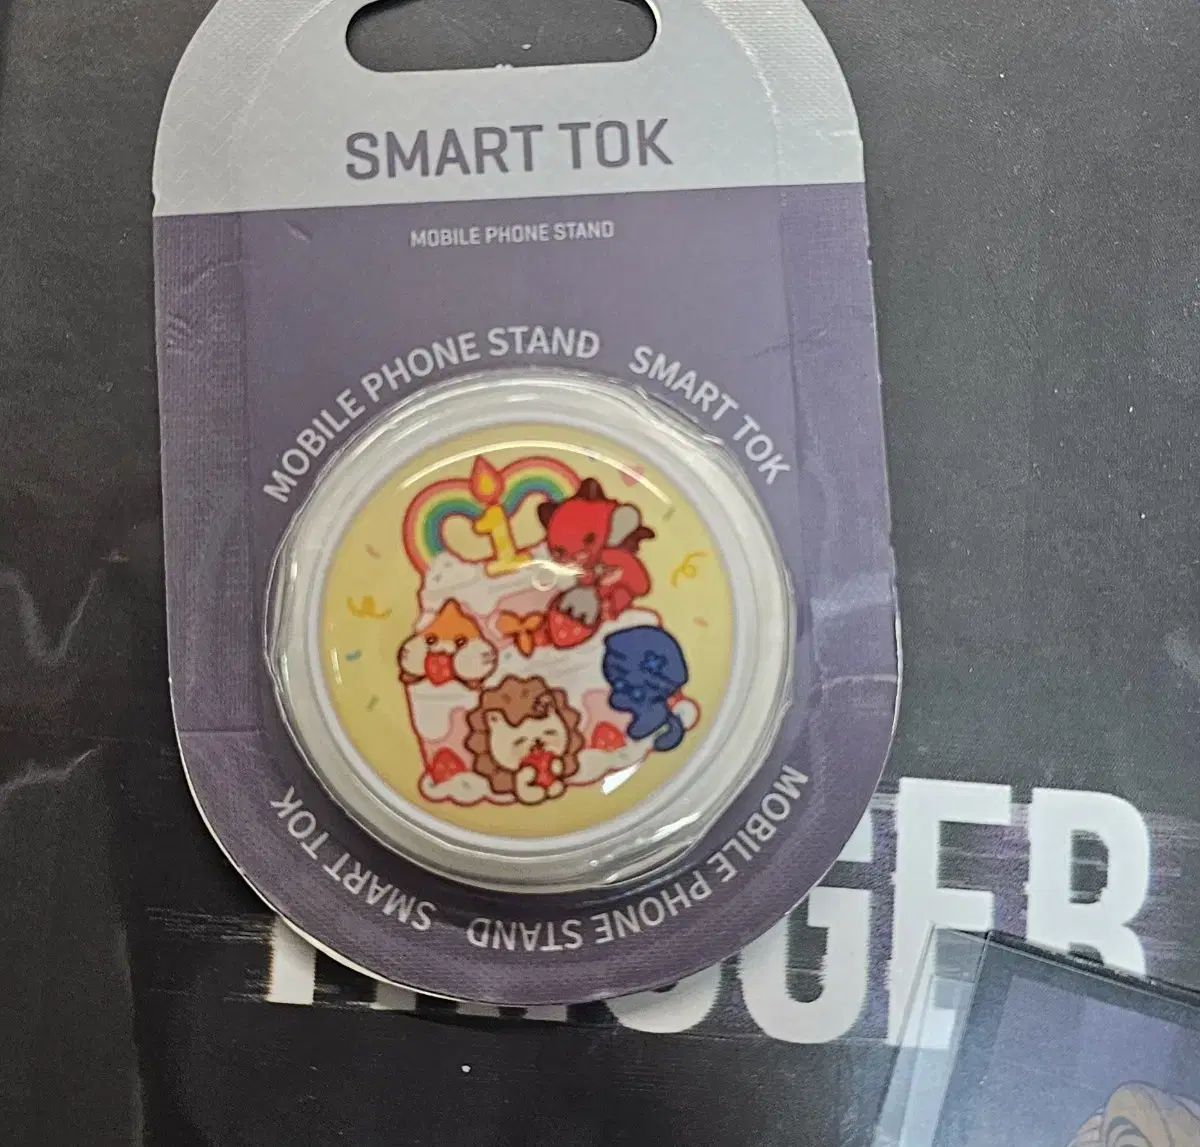 SMART TOK
MOBILE PHONE STAND
MOBILE PHONE STAND SMART TOK
MOBILE PHONE STAND SMART TOK
1